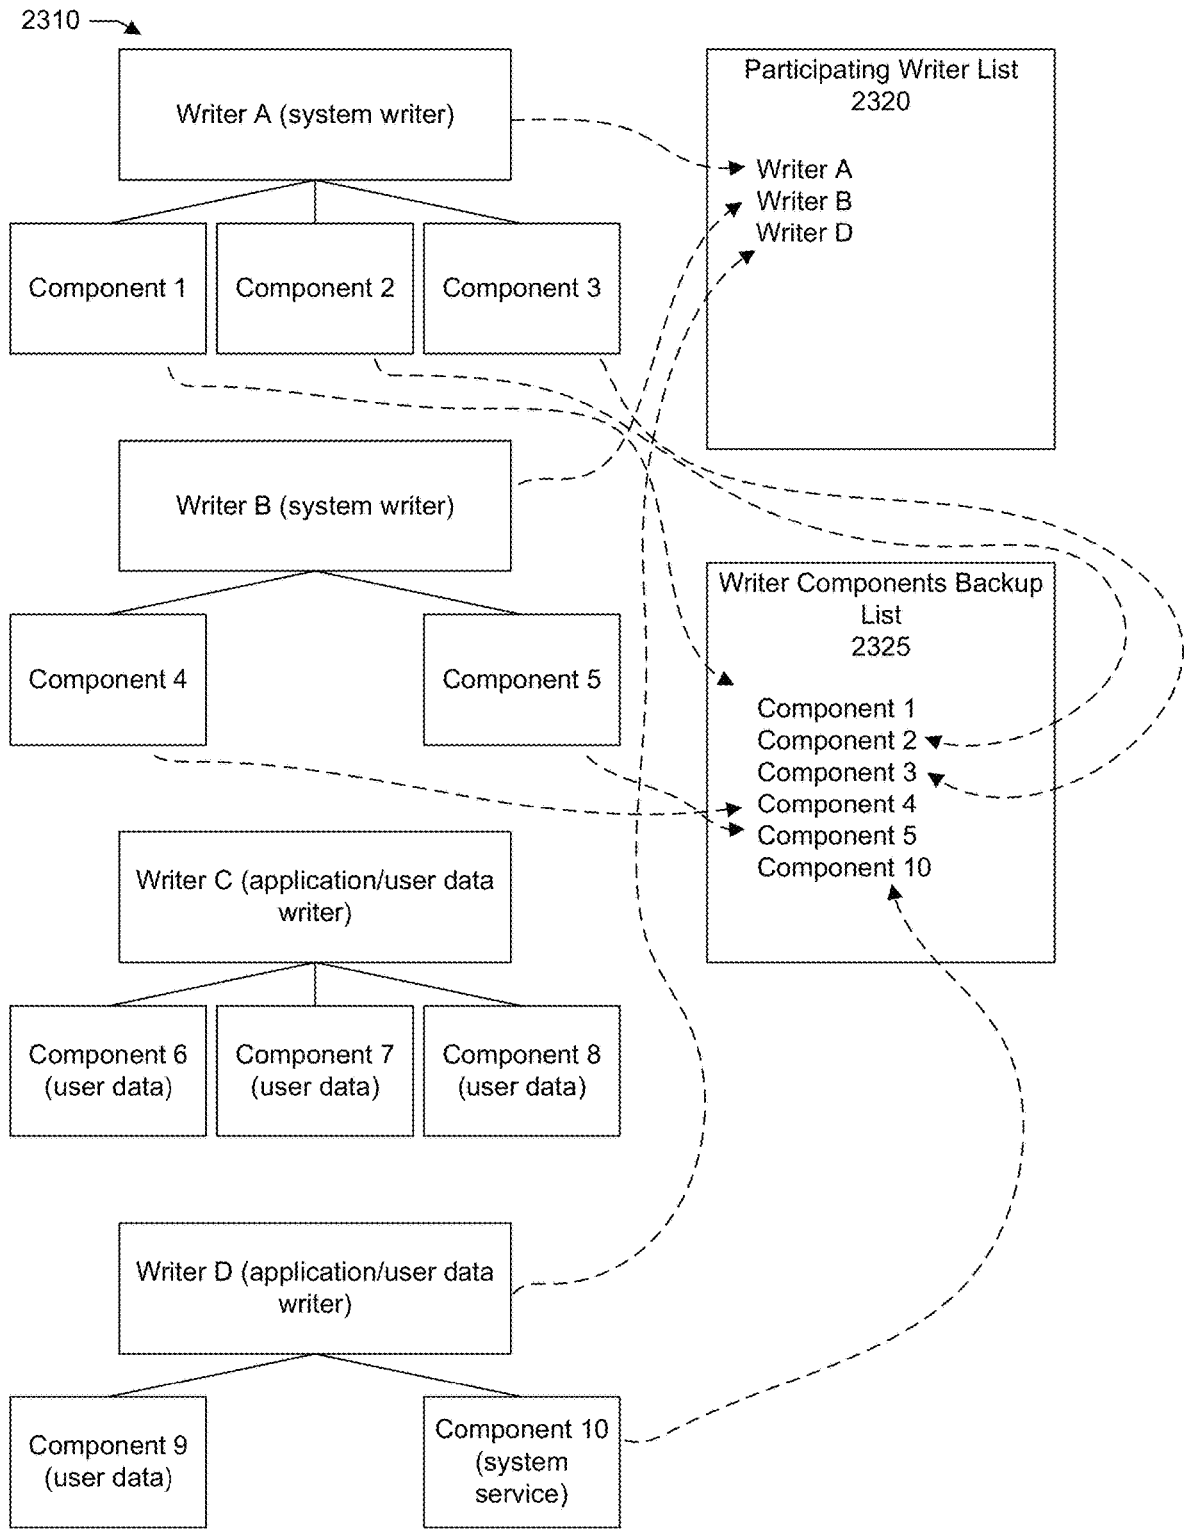 2310
Writer A (system writer)
Component 1
Component 2
Component 3
Participating Writer List
2320
Writer A
Writer B
Writer D
Writer B (system writer)
Component 4
Component 5
Writer Components Backup
List
2325
Component 1
Component 2
Component 3
Component 4
Component 5
Component 10
Writer C (application/user data
writer)
Component 6
(user data)
Component 7
(user data)
Component 8
(user data)
Writer D (application/user data
writer)
Component 9
(user data)
Component 10
(system
service)